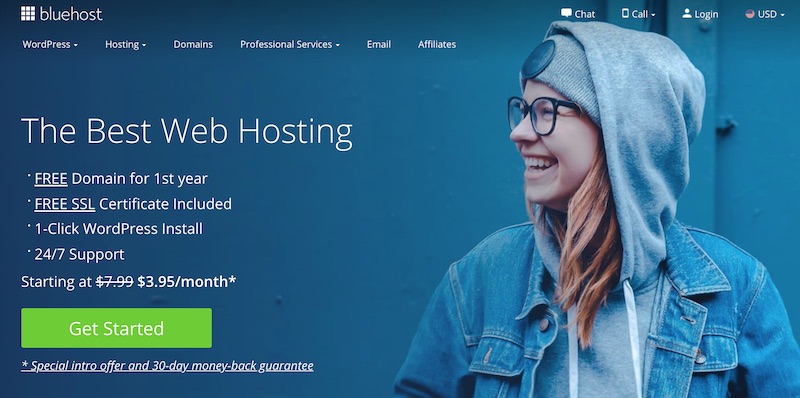 bluehost
Chat
Call
Login
USD
WordPress
Hosting
Domains
Professional Services
Email
Affiliates
The Best Web Hosting
FREE Domain for 1st year
FREE SSL Certificate Included
1-Click WordPress Install
24/7 Support
Starting at $7.99 $3.95/month*
Get Started
* Special intro offer and 30-day money-back guarantee